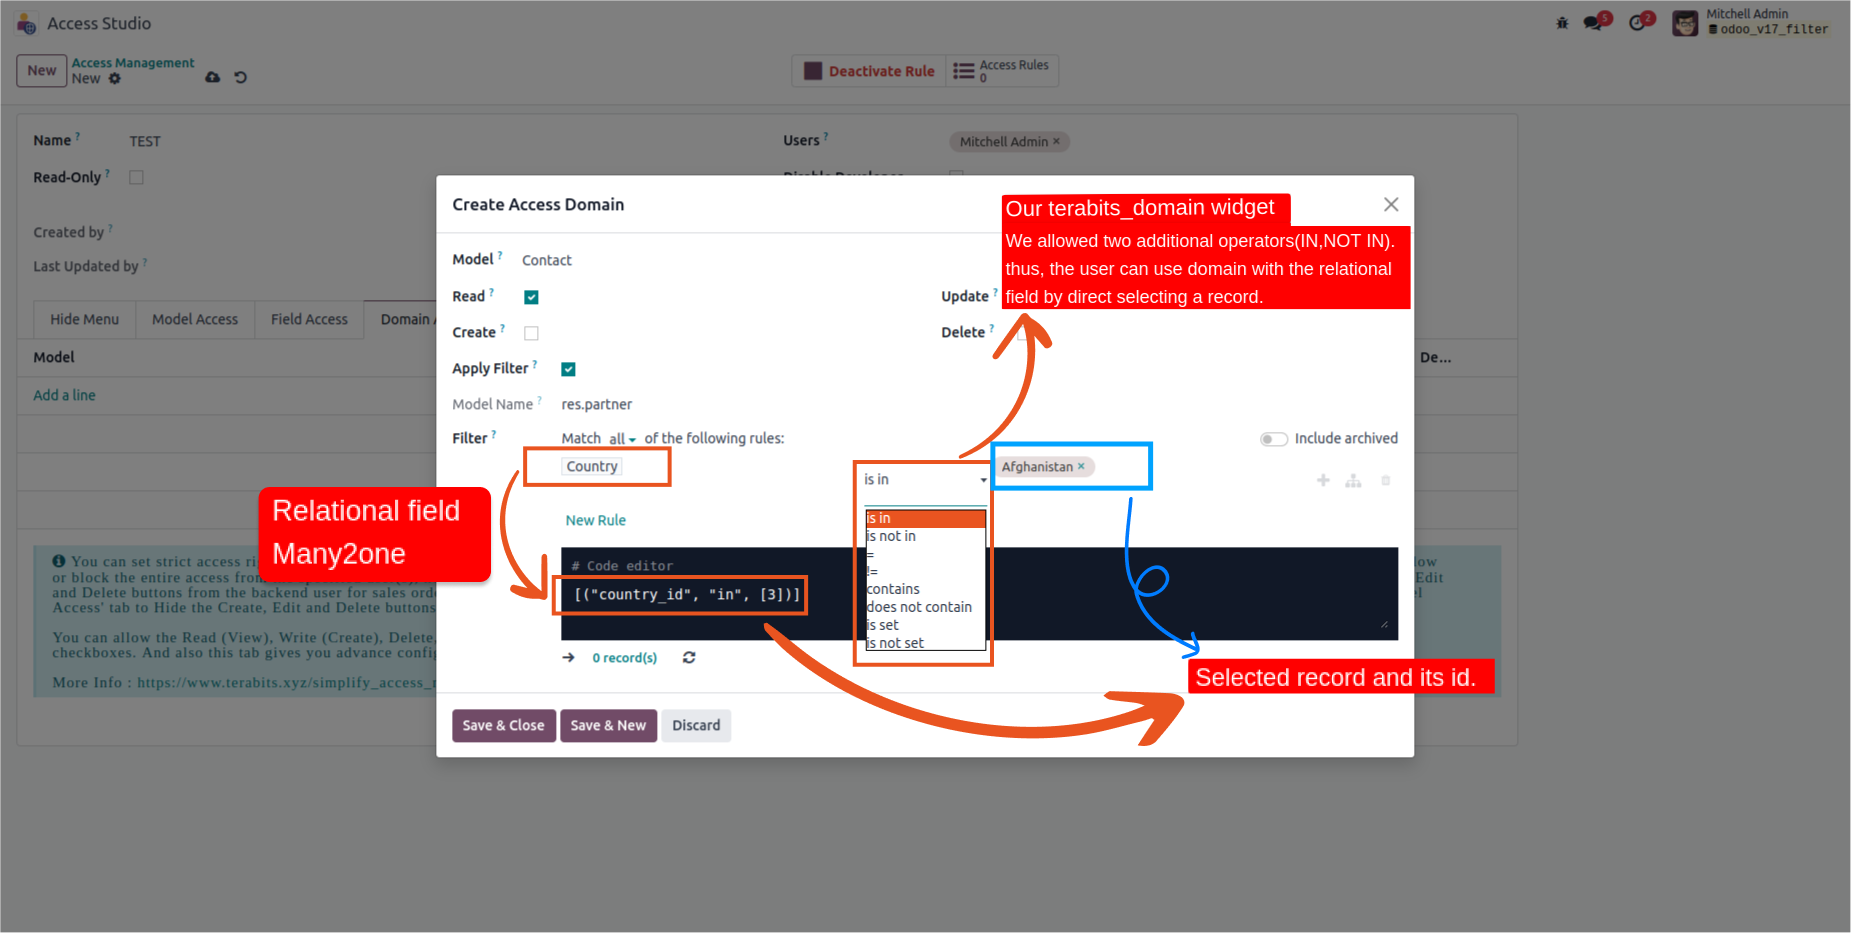 Access Studio
5
2
Mitchell Admin
odoo_v17_filter
New
Access Management
New
Deactivate Rule
Access Rules
0
Name ?
TEST
Users ?
Mitchell Admin ×
Read-Only ?
Created by ?
Last Updated by ?
Hide Menu
Model Access
Field Access
Domain
Model
De...
Add a line
Create Access Domain
Our terabits_domain widget
We allowed two additional operators(IN,NOT IN).
thus, the user can use domain with the relational
field by direct selecting a record.
Model ?
Contact
Read ?
Update ?
Create ?
Delete ?
Apply Filter ?
Model Name ?
res.partner
Filter ?
Match all of the following rules:
Include archived
Country
is in
Afghanistan ×
New Rule
is in
is not in
=
!=
contains
does not contain
is set
is not set
Relational field
Many2one
# Code editor
[("country_id", "in", [3])]
0 record(s)
Selected record and its id.
You can set strict access
or block the entire access from
and Delete buttons from the backend user for sales
Access' tab to Hide the Create, Edit and Delete buttons
Edit
You can allow the Read (View), Write (Create), Delete,
checkboxes. And also this tab gives you advance
More Info : https://www.terabits.xyz/simplify_access_
Save & Close
Save & New
Discard